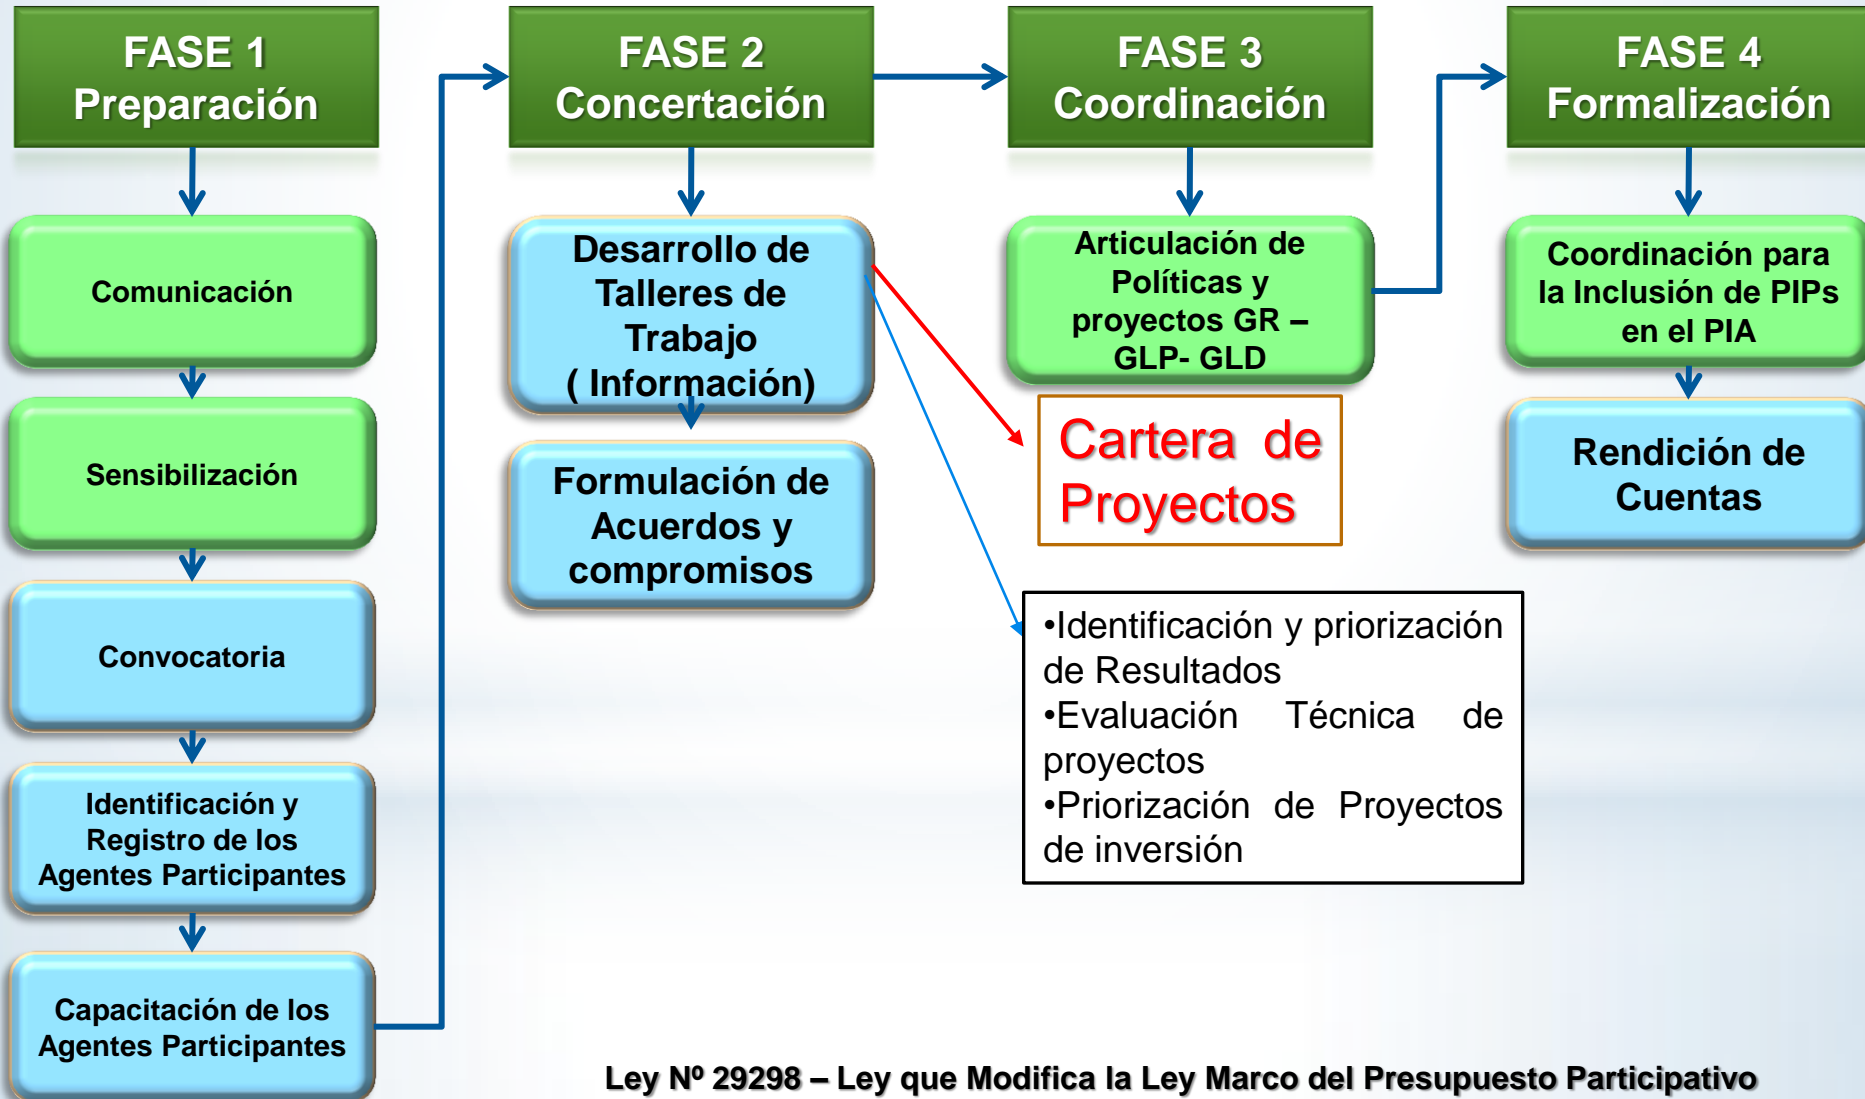 FASE 1
Preparación
Comunicación
Sensibilización
Convocatoria
Identificación y
Registro de los
Agentes Participantes
Capacitación de los
Agentes Participantes
FASE 2
Concertación
Desarrollo de
Talleres de
Trabajo
( Información)
Formulación de
Acuerdos y
compromisos
FASE 3
Coordinación
Articulación de
Políticas y
proyectos GR –
GLP- GLD
Cartera de
Proyectos
•Identificación y priorización
de Resultados
•Evaluación Técnica de
proyectos
•Priorización de Proyectos
de inversión
FASE 4
Formalización
Coordinación para
la Inclusión de PIPs
en el PIA
Rendición de
Cuentas
Ley Nº 29298 – Ley que Modifica la Ley Marco del Presupuesto Participativo